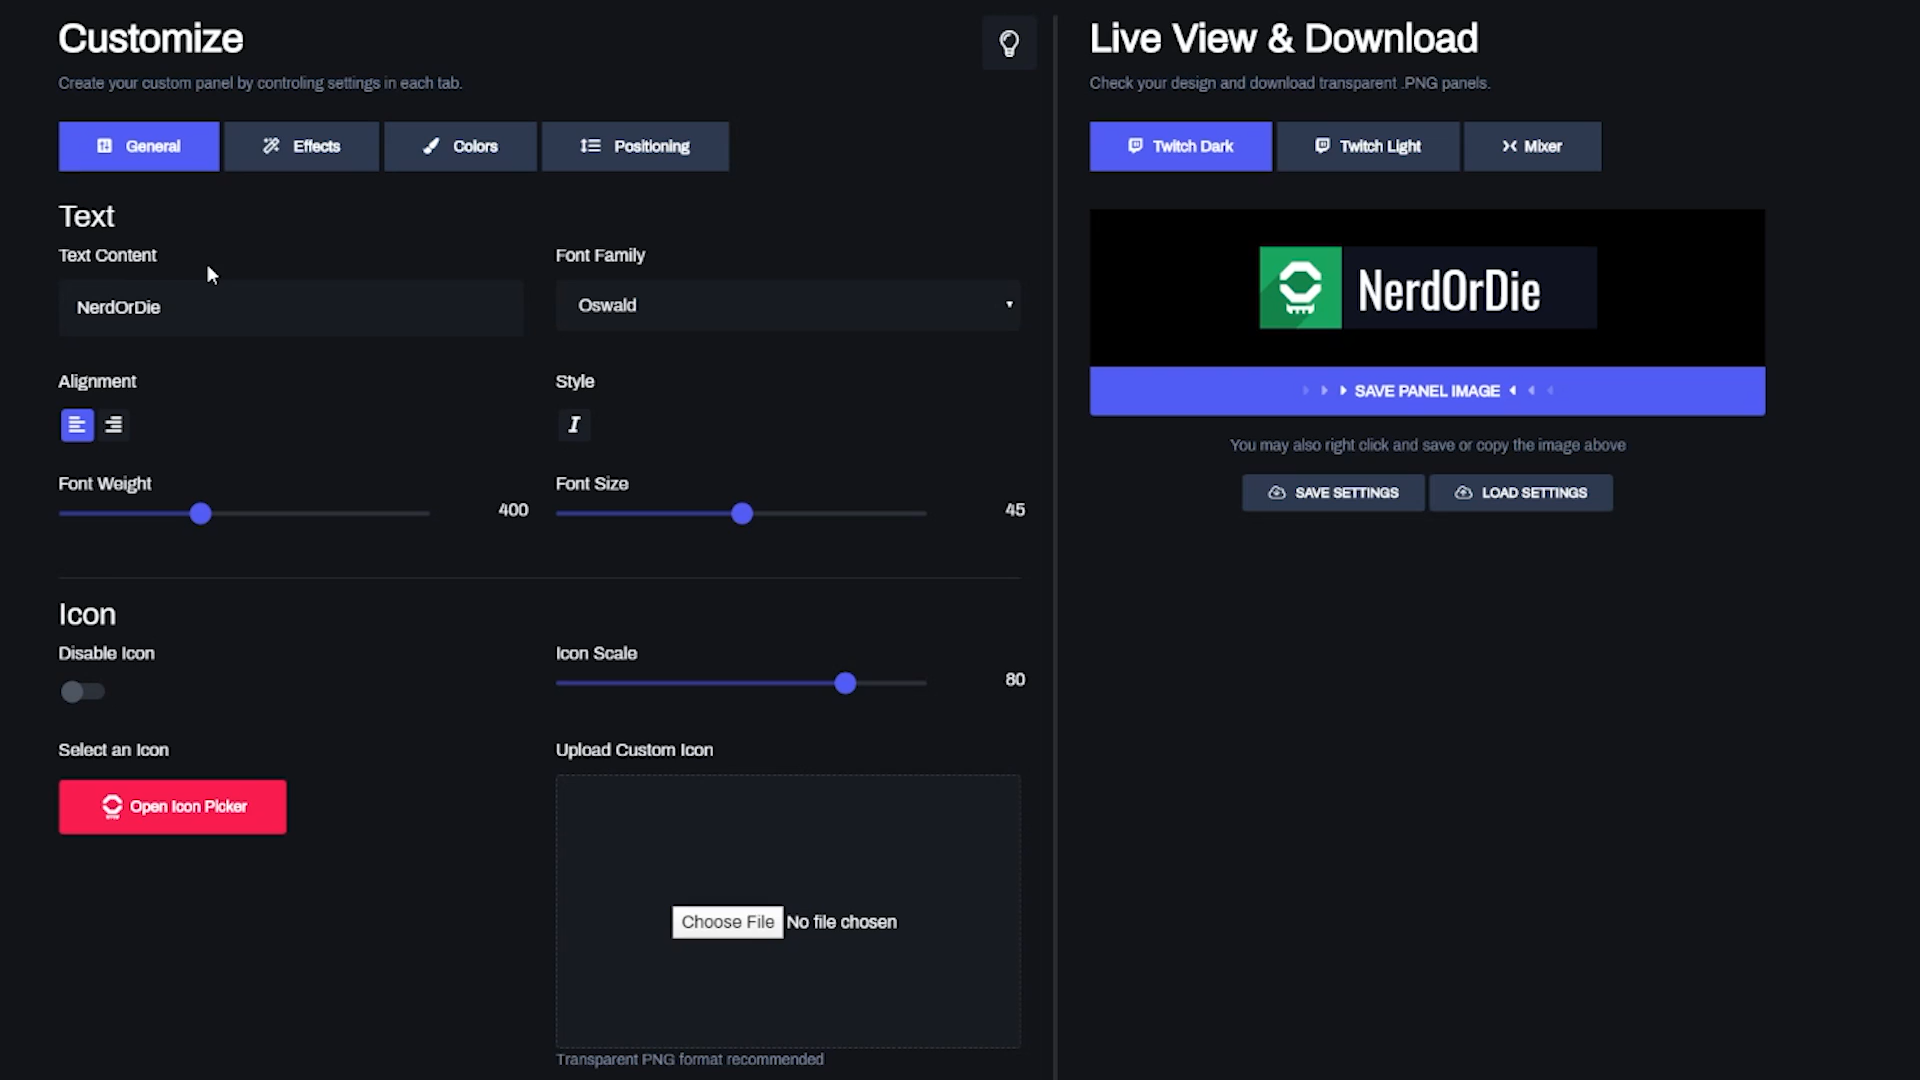 Customize
Create your custom panel by controling settings in each tab.
General
Effects
Colors
Positioning
Text
Text Content
NerdOrDie
Font Family
Oswald
Alignment
Style
I
Font Weight
400
Font Size
45
Icon
Disable Icon
Icon Scale
80
Select an Icon
Open Icon Picker
Upload Custom Icon
Choose File No file chosen
Transparent PNG format recommended
Live View & Download
Check your design and download transparent .PNG panels.
Twitch Dark
Twitch Light
Mixer
NerdOrDie
SAVE PANEL IMAGE
You may also right click and save or copy the image above
SAVE SETTINGS
LOAD SETTINGS